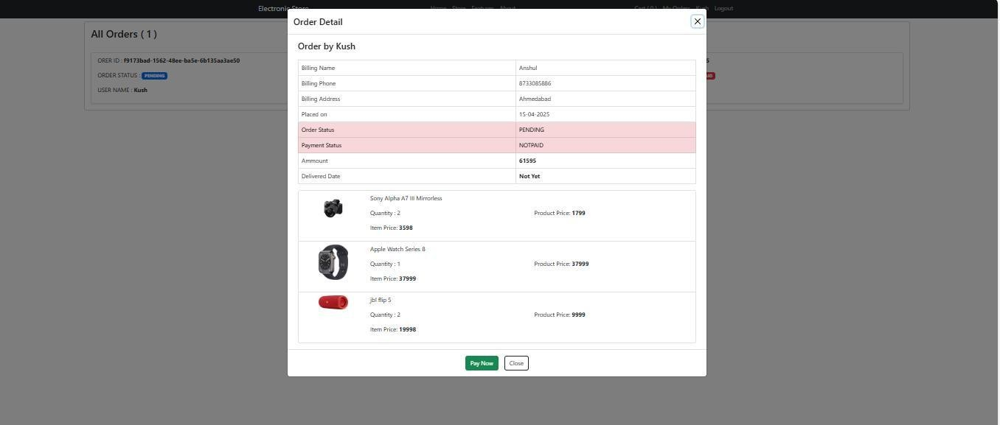 Electronic Store Home Store Features About Cart ( 0 ) My Orders Kush Logout
All Orders ( 1 )
ORER ID : f9173bad-1562-48ee-ba5e-6b135aa3ae50
ORDER STATUS : PENDING
USER NAME : Kush
Order Detail
Order by Kush
Billing Name Anshul
Billing Phone 8733085886
Billing Address Ahmedabad
Placed on 15-04-2025
Order Status PENDING
Payment Status NOTPAID
Ammount 61595
Delivered Date Not Yet
Sony Alpha A7 III Mirrorless
Quantity : 2 Product Price: 1799
Item Price: 3598
Apple Watch Series 8
Quantity : 1 Product Price: 37999
Item Price: 37999
jbl flip 5
Quantity : 2 Product Price: 9999
Item Price: 19998
Pay Now Close